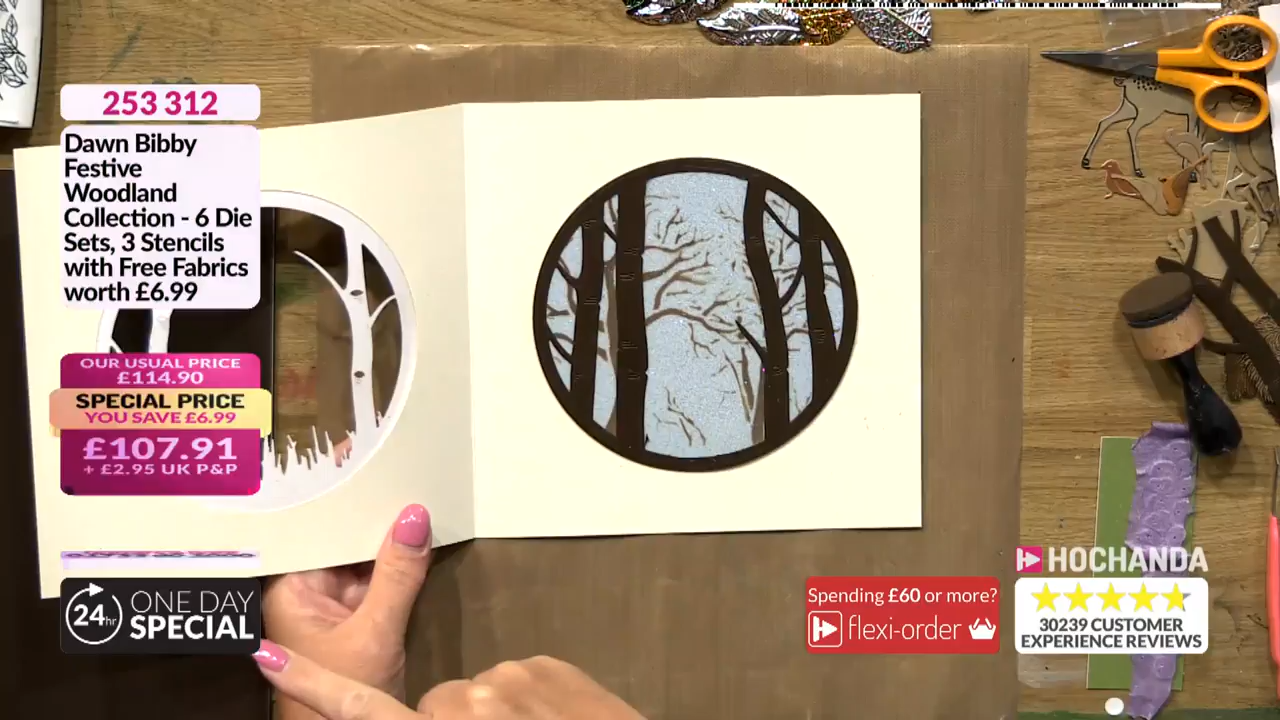 253 312
Dawn Bibby
Festive
Woodland
Collection - 6 Die
Sets, 3 Stencils
with Free Fabrics
worth £6.99
OUR USUAL PRICE
£114.90
SPECIAL PRICE
YOU SAVE £6.99
£107.91
+ £2.95 UK P&P
24hr
ONE DAY
SPECIAL
Spending £60 or more?
flexi-order
HOCHANDA
30239 CUSTOMER
EXPERIENCE REVIEWS